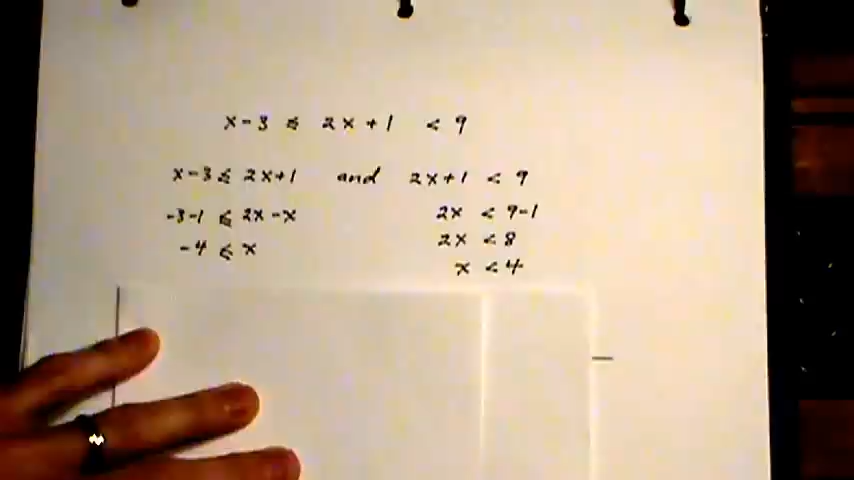 x-3 ≤ 2x+1 < 9
x-3 ≤ 2x+1 and 2x+1 < 9
-3-1 ≤ 2x-x 2x < 9-1
-4 ≤ x 2x < 8
x < 4